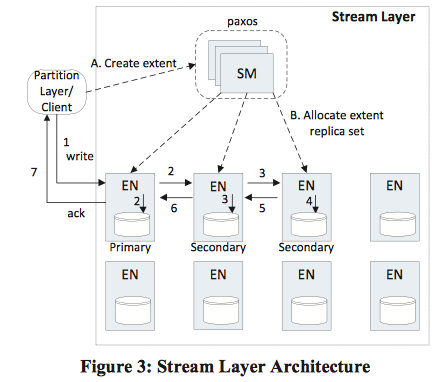 Stream Layer
paxos
SM
A. Create extent
Partition
Layer/
Client
B. Allocate extent
replica set
1
write
7
ack
EN
2
Primary
2
6
EN
3
Secondary
3
5
EN
4
Secondary
EN
EN
EN
EN
EN
Figure 3: Stream Layer Architecture